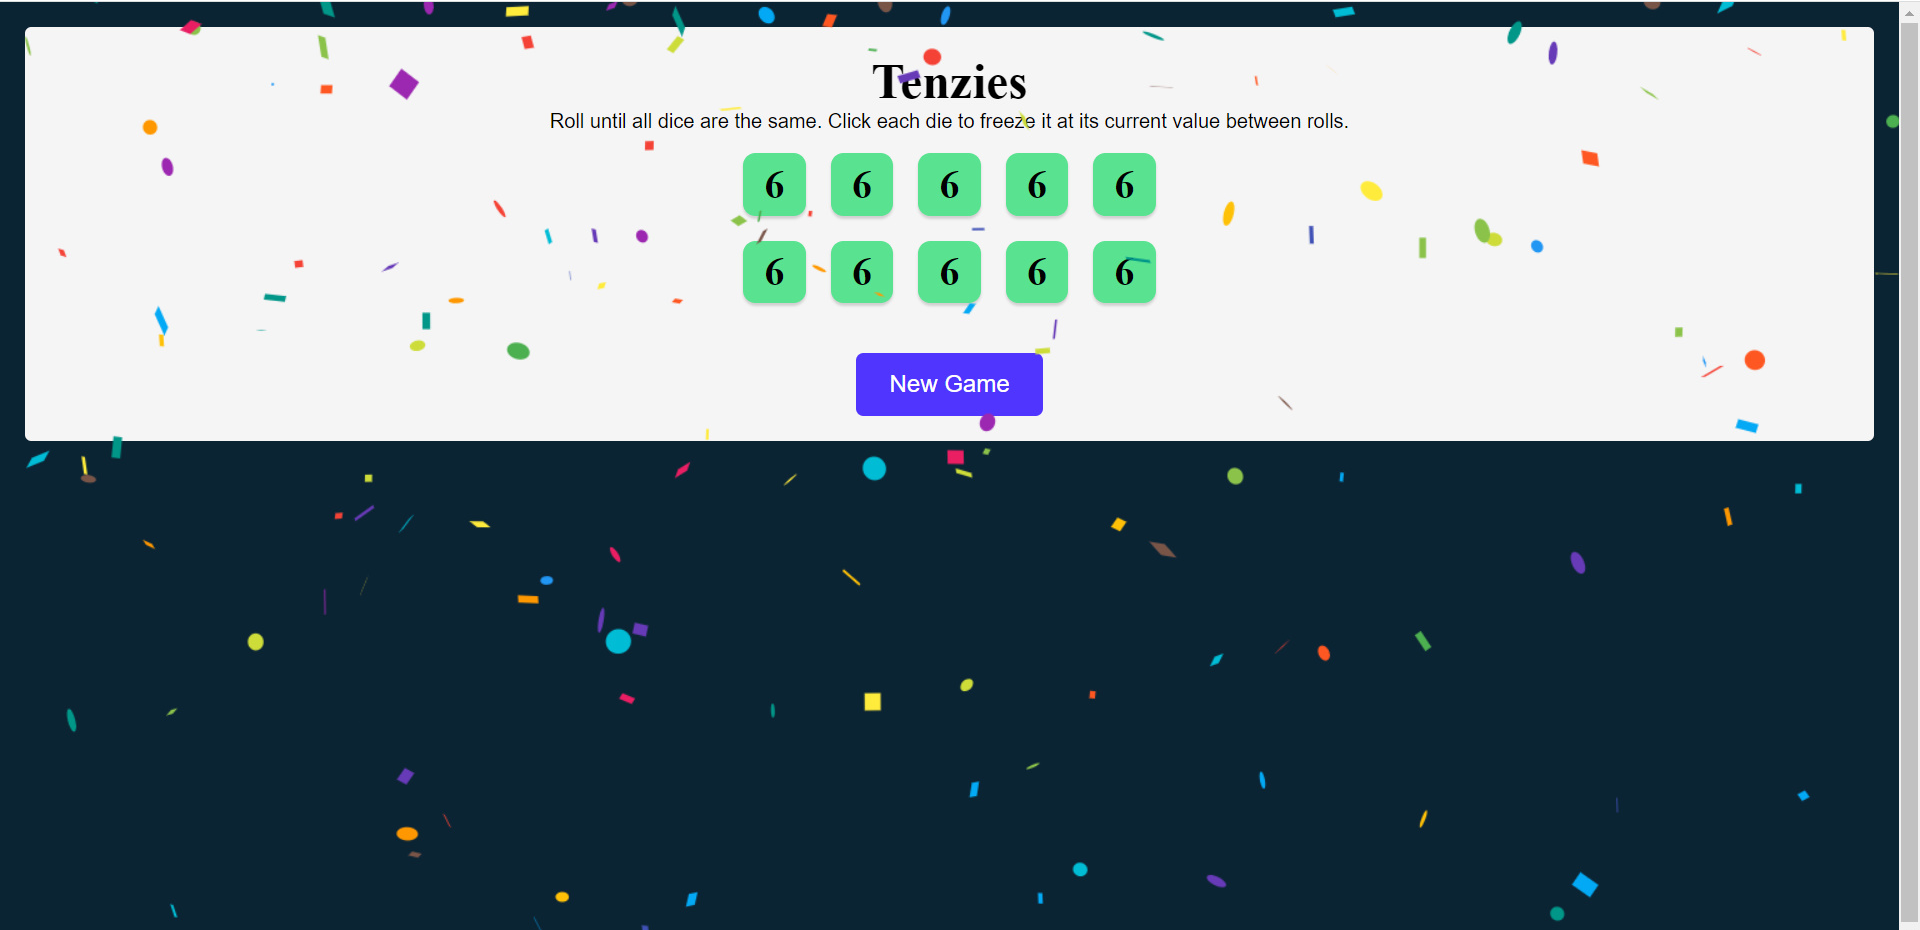 Tenzies
Roll until all dice are the same. Click each die to freeze it at its current value between rolls.
6 6 6 6 6
6 6 6 6 6
New Game